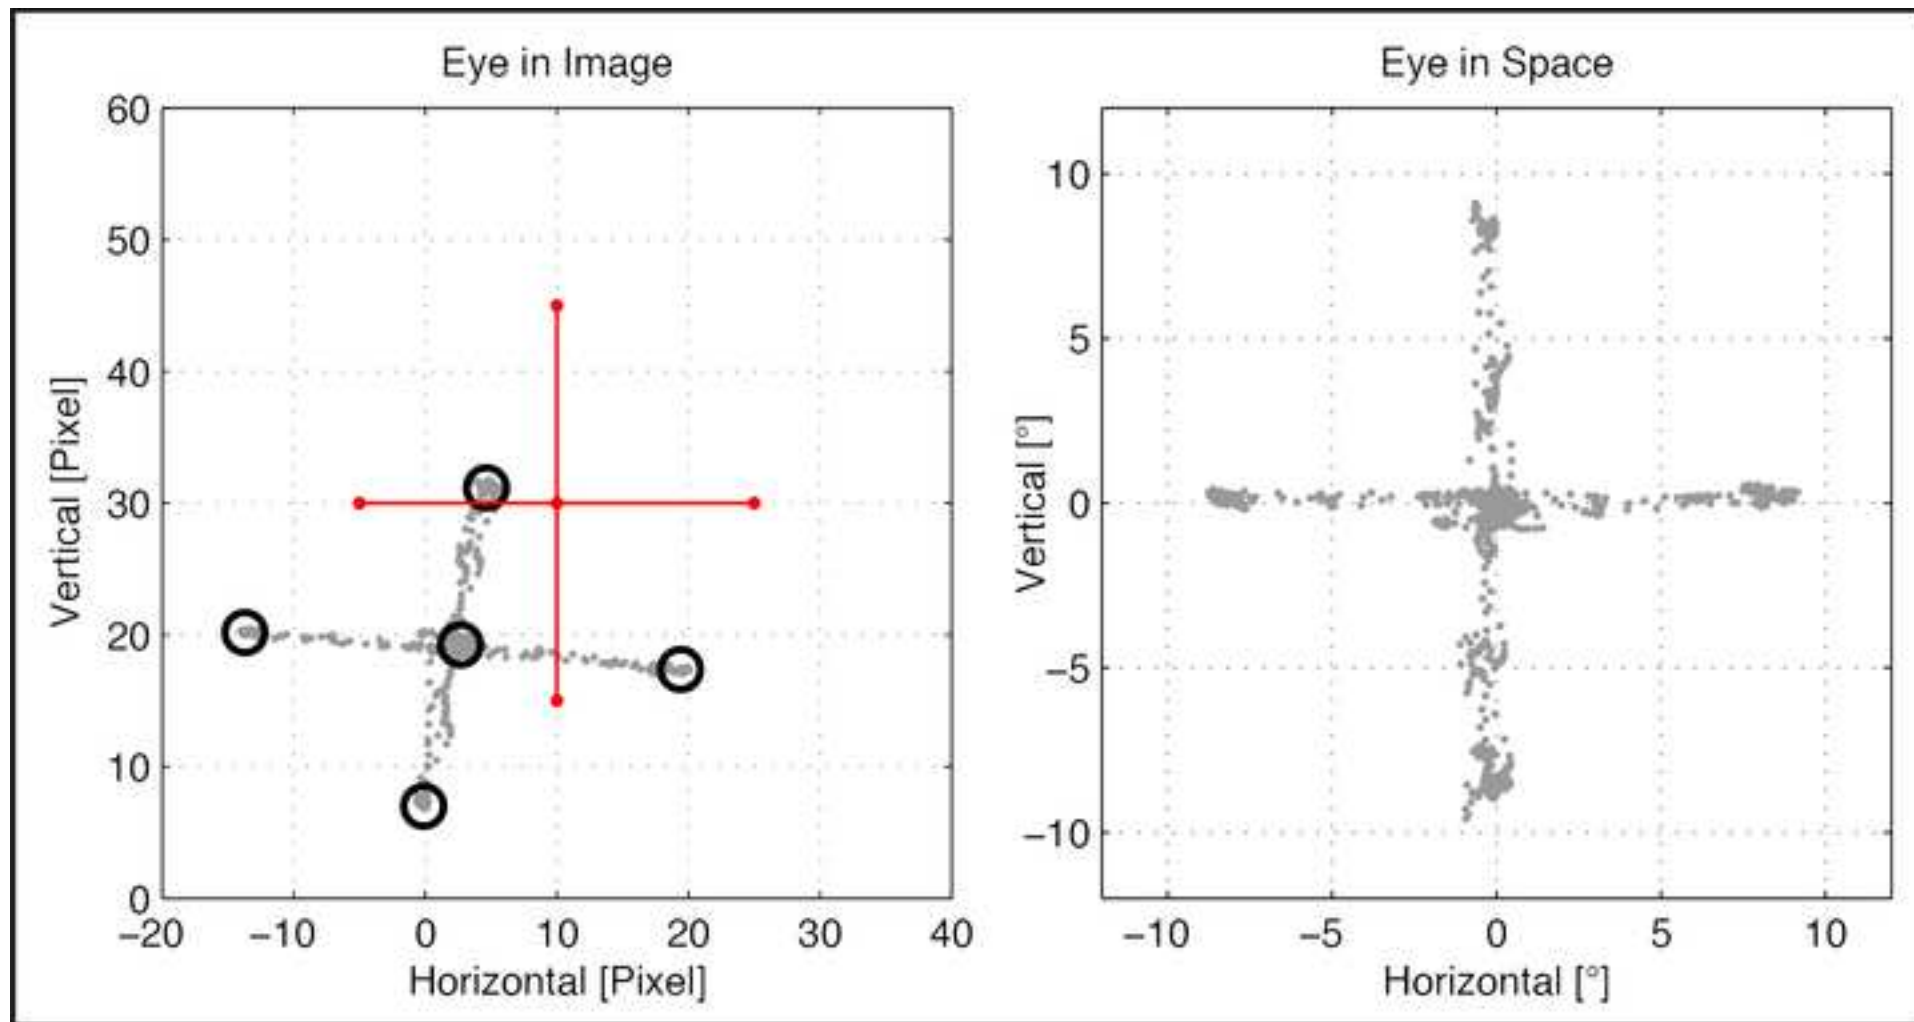 Eye in Image
60
50
40
30
20
10
0
−20 −10 0 10 20 30 40
Vertical [Pixel]
Horizontal [Pixel]
Eye in Space
10
5
0
−5
−10
−10 −5 0 5 10
Vertical [°]
Horizontal [°]